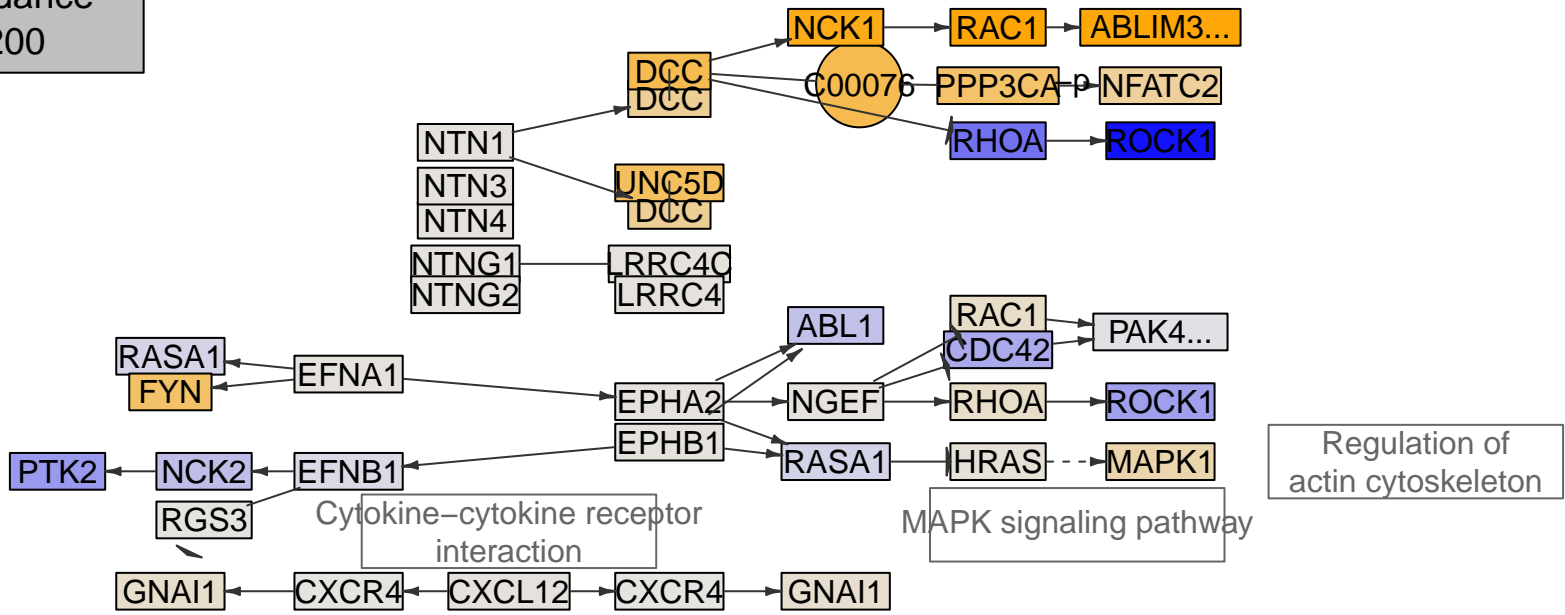 200
NCK1
RAC1
ABLIM3...
DCC
DCC
C00076
PPP3CA
-p
NFATC2
RHOA
ROCK1
NTN1
NTN3
NTN4
UNC5D
DCC
NTNG1
LRRC4C
NTNG2
LRRC4
ABL1
RAC1
PAK4...
CDC42
RASA1
FYN
EFNA1
EPHA2
NGEF
RHOA
ROCK1
EPHB1
RASA1
HRAS
MAPK1
PTK2
NCK2
EFNB1
RGS3
Cytokine–cytokine receptor
interaction
MAPK signaling pathway
Regulation of
actin cytoskeleton
GNAI1
CXCR4
CXCL12
CXCR4
GNAI1